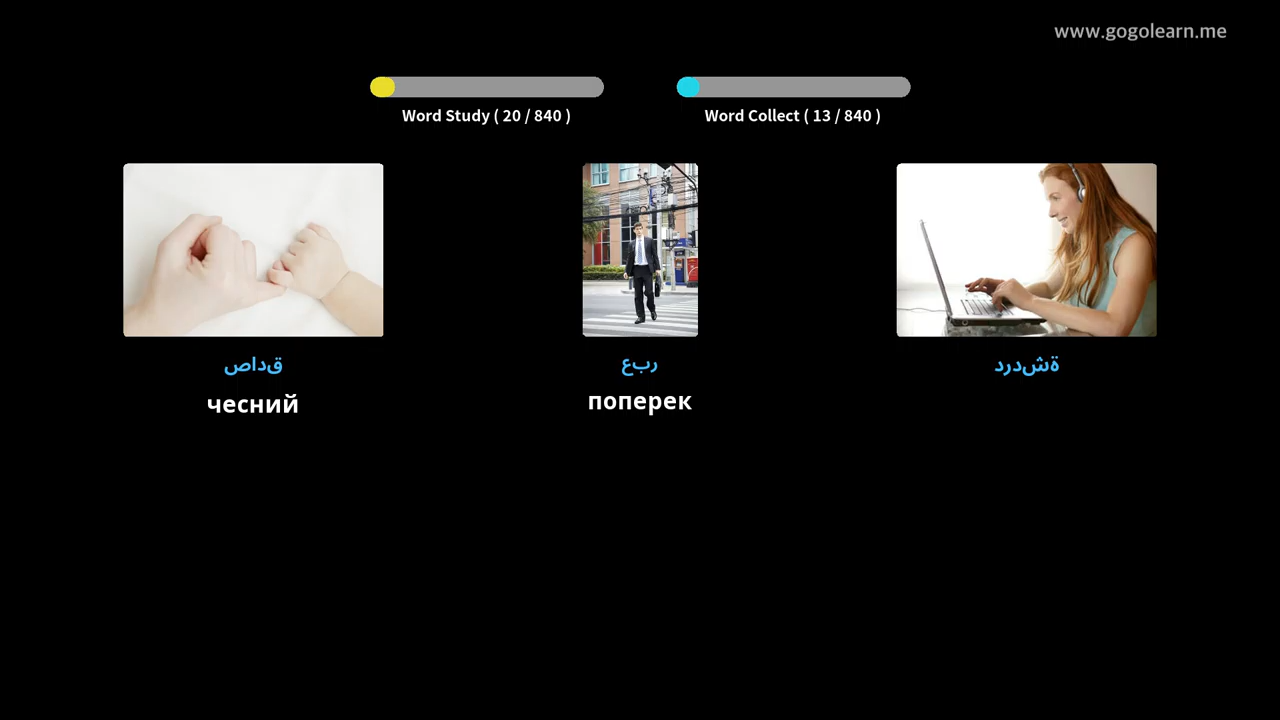 www.gogolearn.me
Word Study ( 20 / 840 )
Word Collect ( 13 / 840 )
قداص
чесний
ربع
поперек
ةشدرد